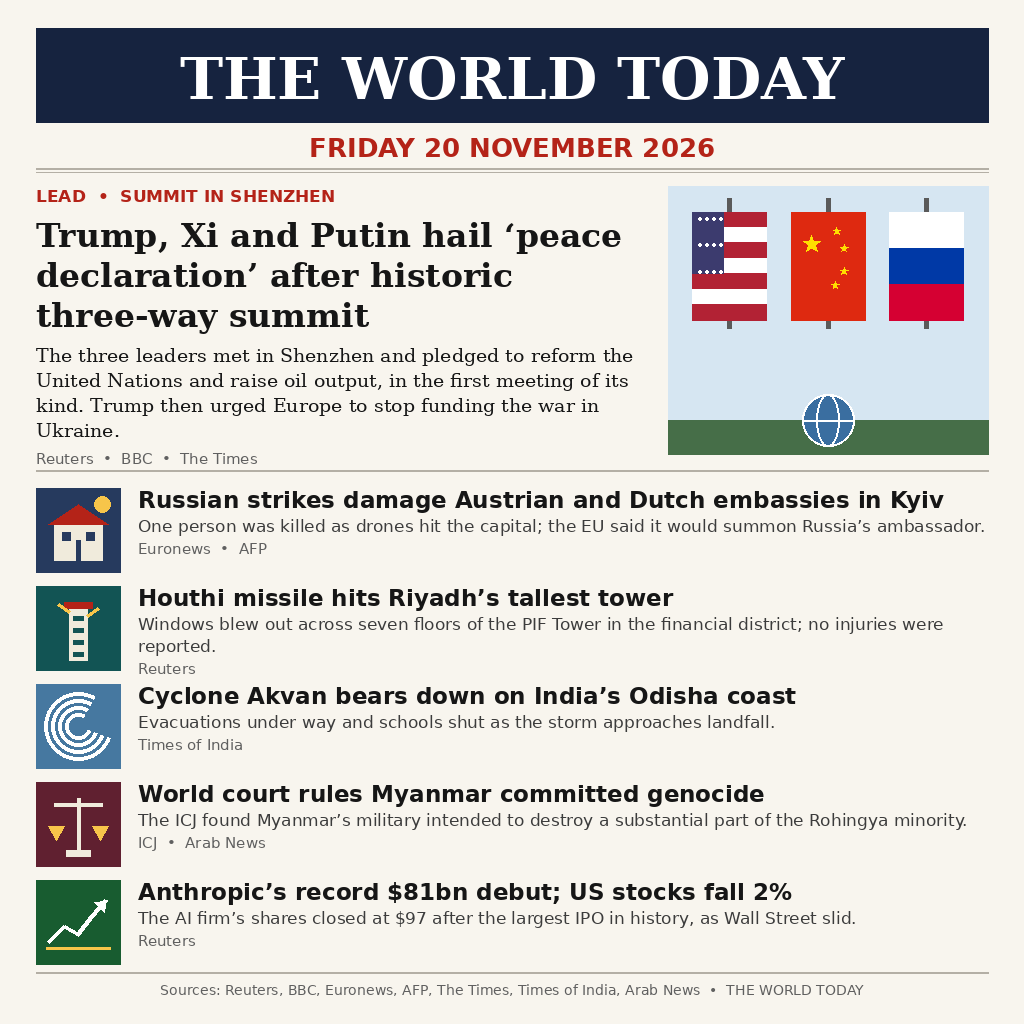 THE WORLD TODAY
FRIDAY 20 NOVEMBER 2026
LEAD • SUMMIT IN SHENZHEN
Trump, Xi and Putin hail ‘peace
declaration’ after historic
three-way summit
The three leaders met in Shenzhen and pledged to reform the
United Nations and raise oil output, in the first meeting of its
kind. Trump then urged Europe to stop funding the war in
Ukraine.
Reuters • BBC • The Times
Russian strikes damage Austrian and Dutch embassies in Kyiv
One person was killed as drones hit the capital; the EU said it would summon Russia’s ambassador.
Euronews • AFP
Houthi missile hits Riyadh’s tallest tower
Windows blew out across seven floors of the PIF Tower in the financial district; no injuries were
reported.
Reuters
Cyclone Akvan bears down on India’s Odisha coast
Evacuations under way and schools shut as the storm approaches landfall.
Times of India
World court rules Myanmar committed genocide
The ICJ found Myanmar’s military intended to destroy a substantial part of the Rohingya minority.
ICJ • Arab News
Anthropic’s record $81bn debut; US stocks fall 2%
The AI firm’s shares closed at $97 after the largest IPO in history, as Wall Street slid.
Reuters
Sources: Reuters, BBC, Euronews, AFP, The Times, Times of India, Arab News • THE WORLD TODAY